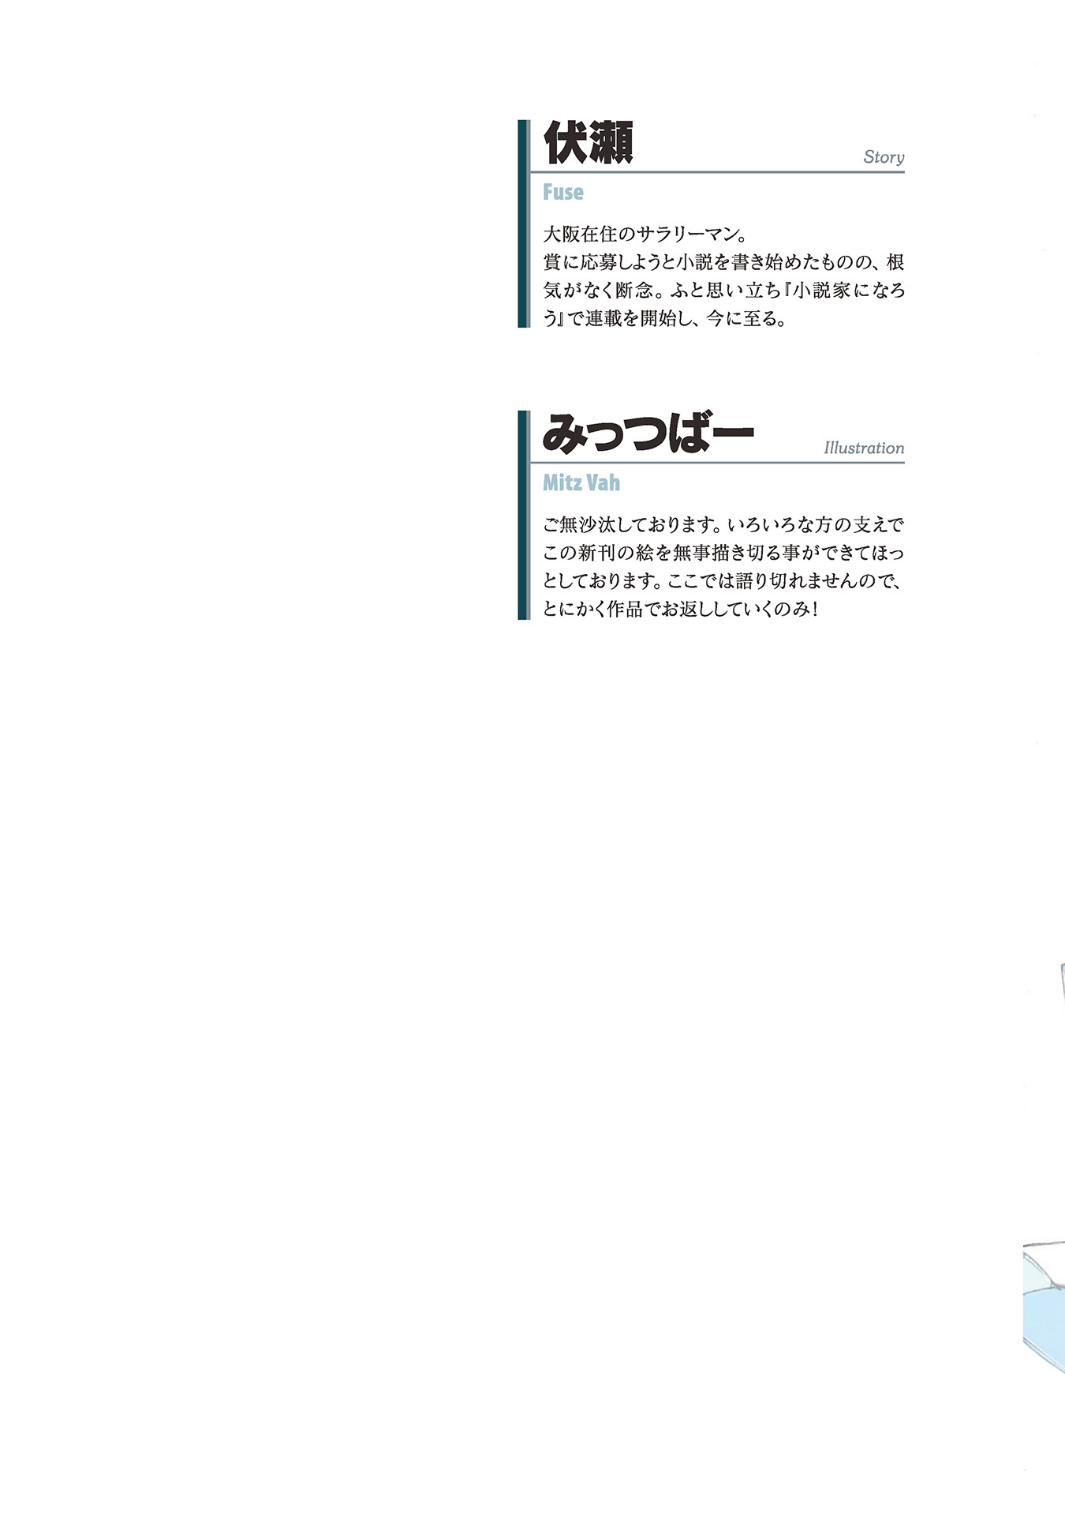 伏瀬
Story
Fuse
大阪在住のサラリーマン。
賞に応募しようと小説を書き始めたものの、根
気がなく断念。ふと思い立ち『小説家になろ
う』で連載を開始し、今に至る。
みっつばー
Illustration
Mitz Vah
ご無沙汰しております。いろいろな方の支えで
この新刊の絵を無事描き切る事ができてほっ
としております。ここでは語り切れませんので、
とにかく作品でお返ししていくのみ！